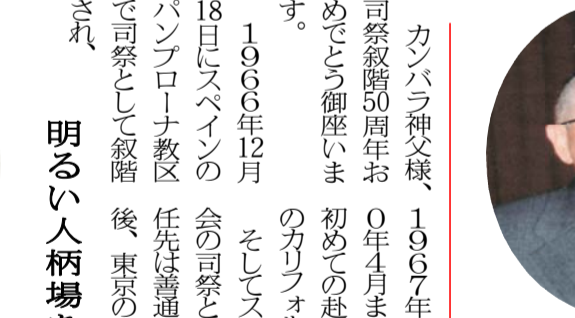 カンバラ神父様、
司祭叙階50周年お
めでとう御座いま
す。
１９６６年12月
18日にスペインの
パンプローナ教区
で司祭として叙階
され、
１９６７年
０年４月ま
初めての赴
のカリフォル
そしてス
会の司祭と
任先は善通
後、東京の
明るい人柄場